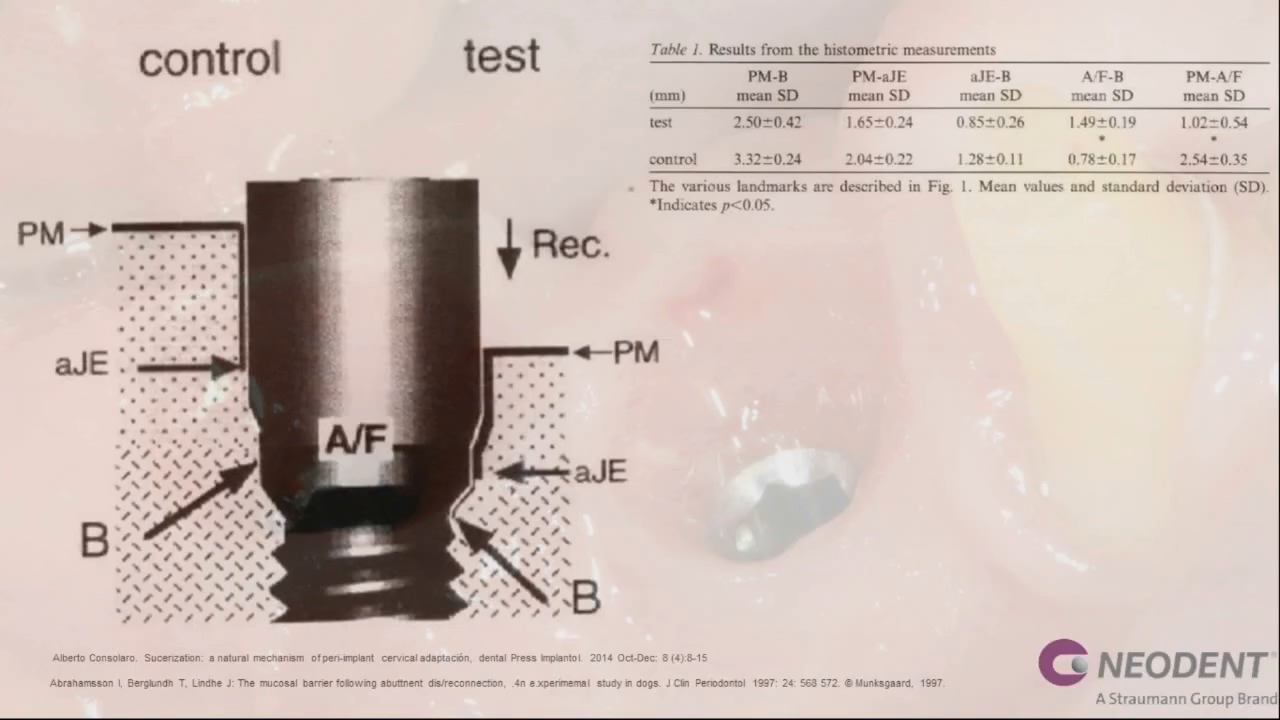 control test
Table 1. Results from the histometric measurements
PM-B PM-aJE aJE-B A/F-B PM-A/F
(mm) mean SD mean SD mean SD mean SD mean SD
test 2.50±0.42 1.65±0.24 0.85±0.26 1.49±0.19 1.02±0.54
* *
control 3.32±0.24 2.04±0.22 1.28±0.11 0.78±0.17 2.54±0.35
The various landmarks are described in Fig. 1. Mean values and standard deviation (SD).
*Indicates p<0.05.
PM
Rec.
PM
aJE
A/F
aJE
B
B
Alberto Consolaro. Sucerization: a natural mechanism of peri-implant cervical adaptación, dental Press Implantol. 2014 Oct-Dec: 8 (4):8-15
Abrahamsson I, Berglundh T, Lindhe J: The mucosal barrier following abuttnent dis/reconnection, .4n e.xperimemal study in dogs. J Clin Periodontol 1997: 24: 568 572. © Munksgaard, 1997.
NEODENT
A Straumann Group Brand